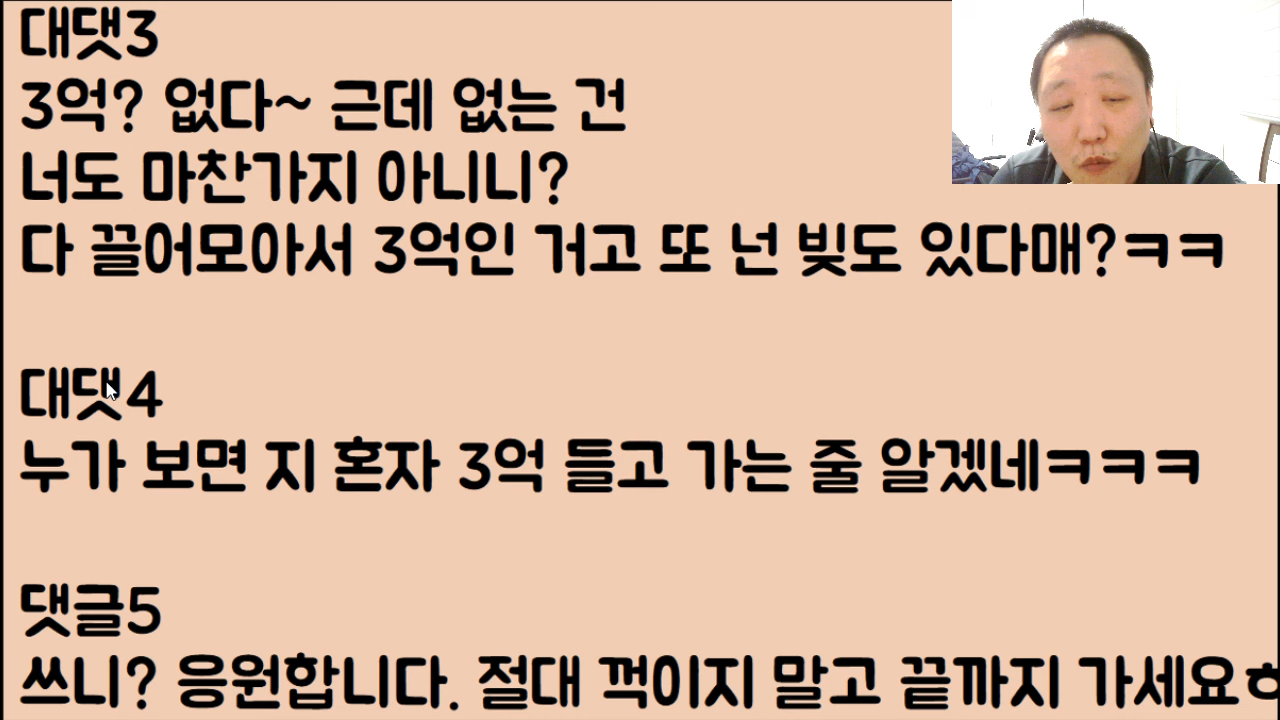 대댓3
3억? 없다~ 근데 없는 건
너도 마찬가지 아니니?
다 끌어모아서 3억인 거고 또 넌 빚도 있다매?ㅋㅋ
대댓4
누가 보면 지 혼자 3억 들고 가는 줄 알겠네ㅋㅋㅋ
댓글5
쓰니? 응원합니다. 절대 꺽이지 말고 끝까지 가세요ㅎ